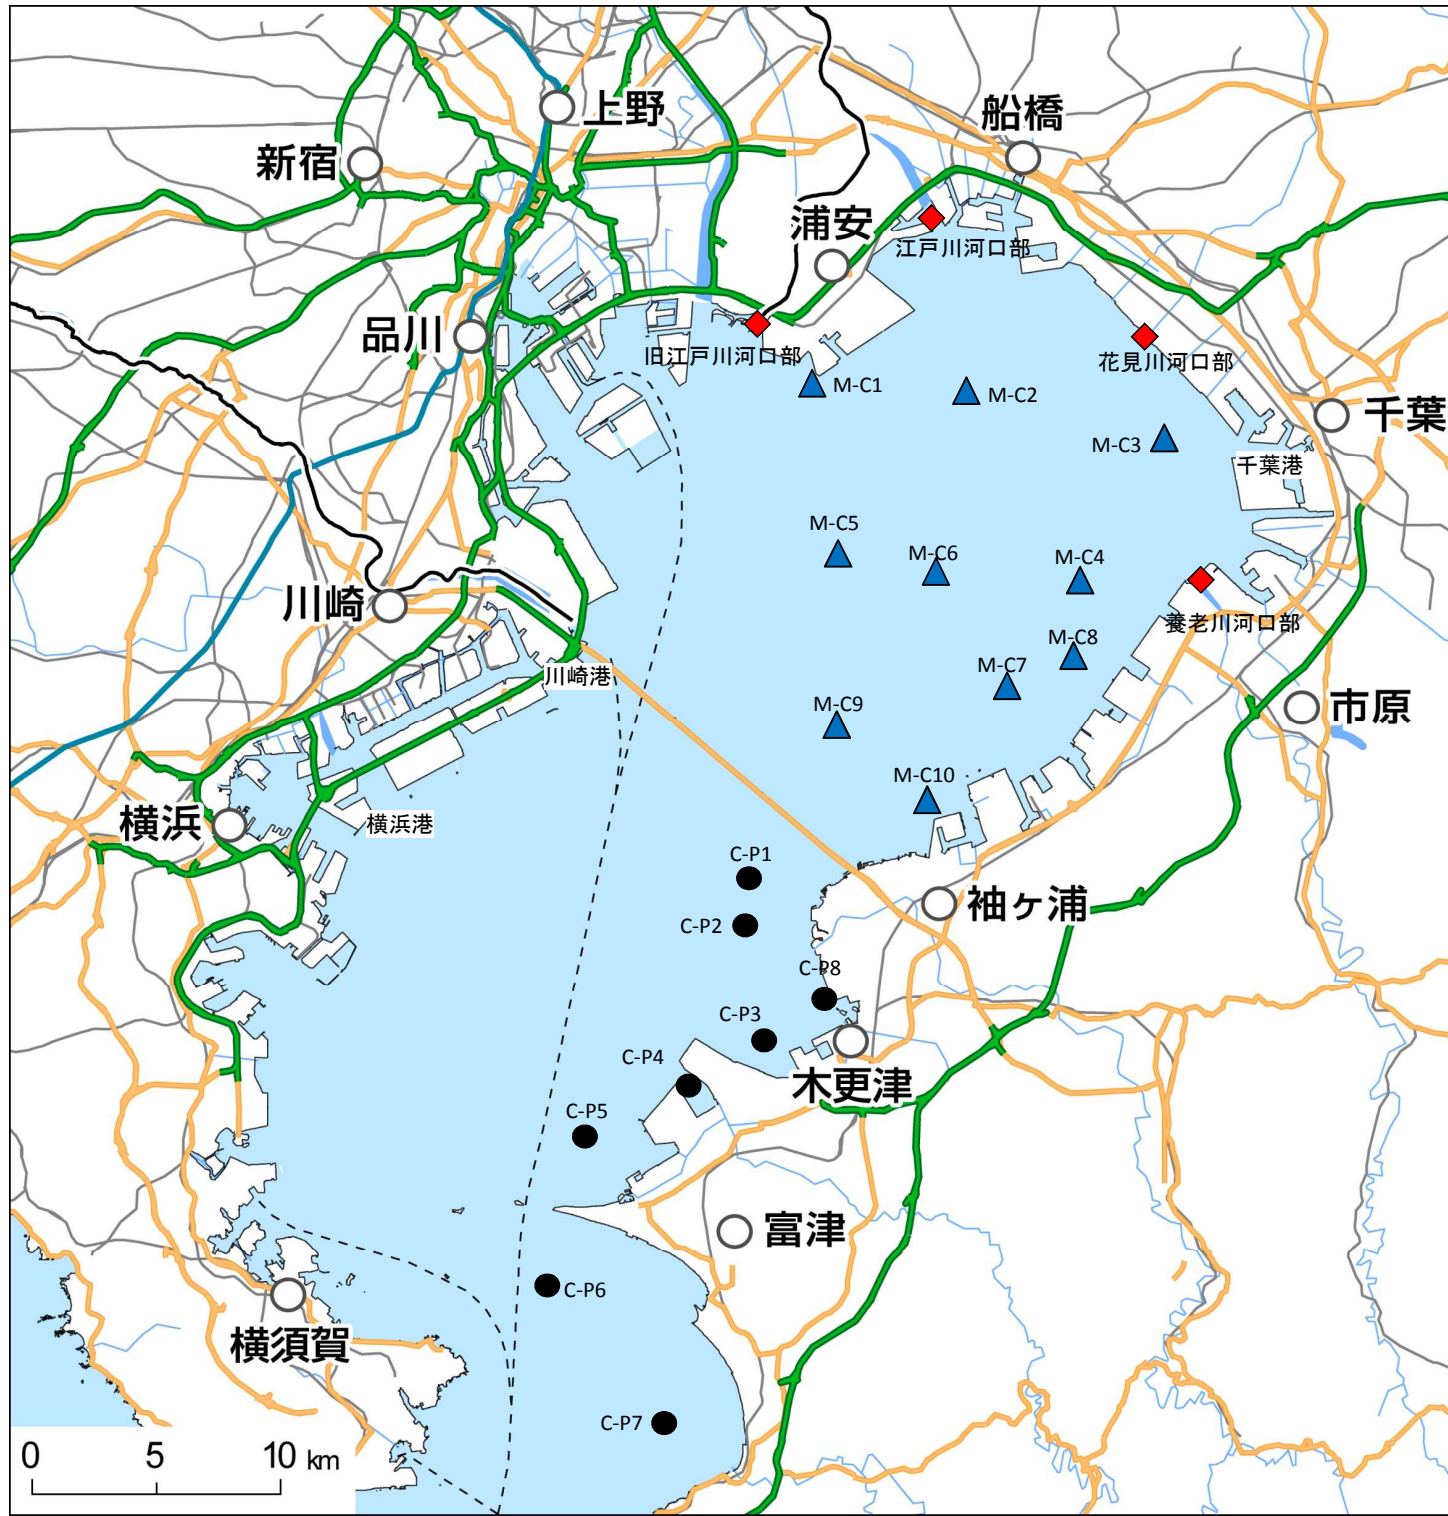 上野
船橋
新宿
浦安
江戸川河口部
品川
旧江戸川河口部
花見川河口部
M-C1
M-C2
千葉
M-C3
千葉港
M-C5
M-C6
M-C4
川崎
養老川河口部
M-C8
川崎港
M-C7
M-C9
市原
M-C10
横浜
横浜港
C-P1
袖ヶ浦
C-P2
C-P8
C-P3
C-P4
木更津
C-P5
富津
C-P6
横須賀
C-P7
0 5 10 km